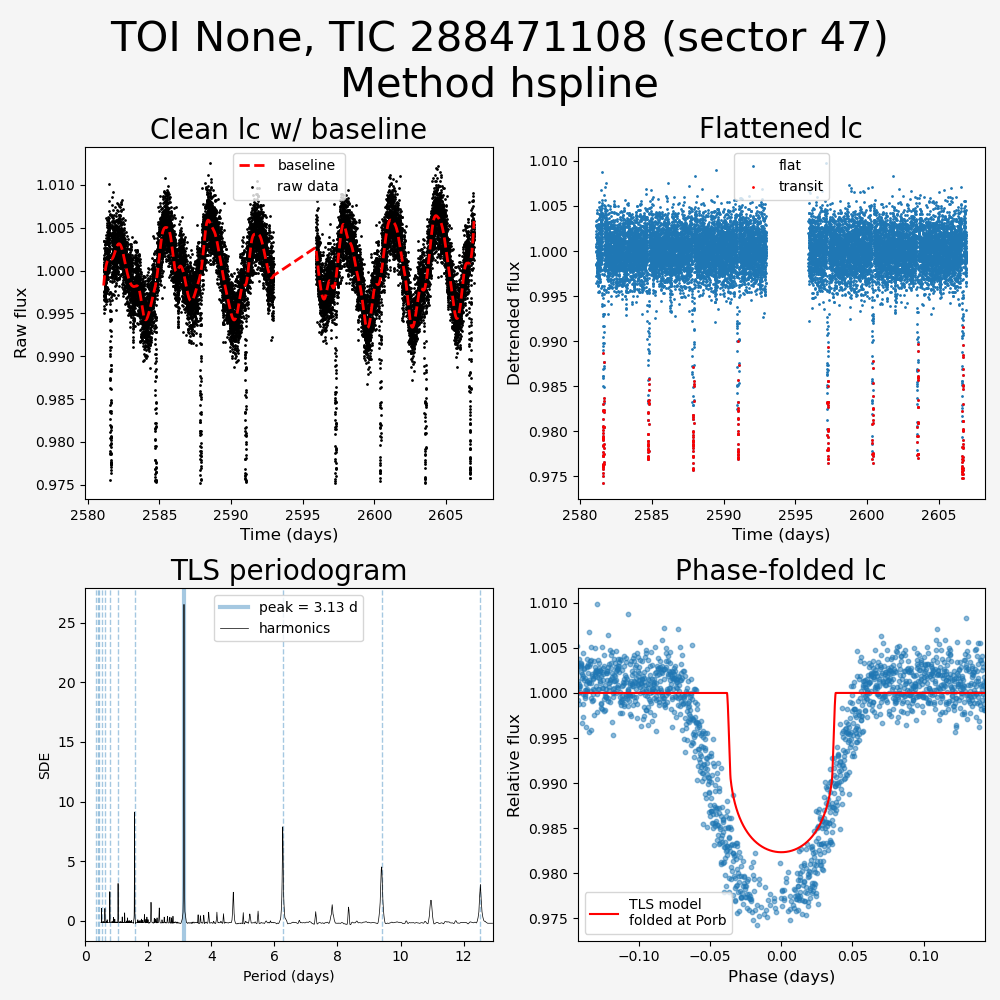 TOI None, TIC 288471108 (sector 47)
Method hspline
Clean lc w/ baseline
baseline
raw data
1.010
1.005
1.000
0.995
0.990
0.985
0.980
0.975
Raw flux
2580 2585 2590 2595 2600 2605
Time (days)
Flattened lc
flat
transit
1.010
1.005
1.000
0.995
0.990
0.985
0.980
0.975
Detrended flux
2580 2585 2590 2595 2600 2605
Time (days)
TLS periodogram
peak = 3.13 d
harmonics
25
20
15
10
5
0
SDE
0 2 4 6 8 10 12
Period (days)
Phase-folded lc
1.010
1.005
1.000
0.995
0.990
0.985
0.980
0.975
Relative flux
TLS model
folded at Porb
−0.10 −0.05 0.00 0.05 0.10
Phase (days)